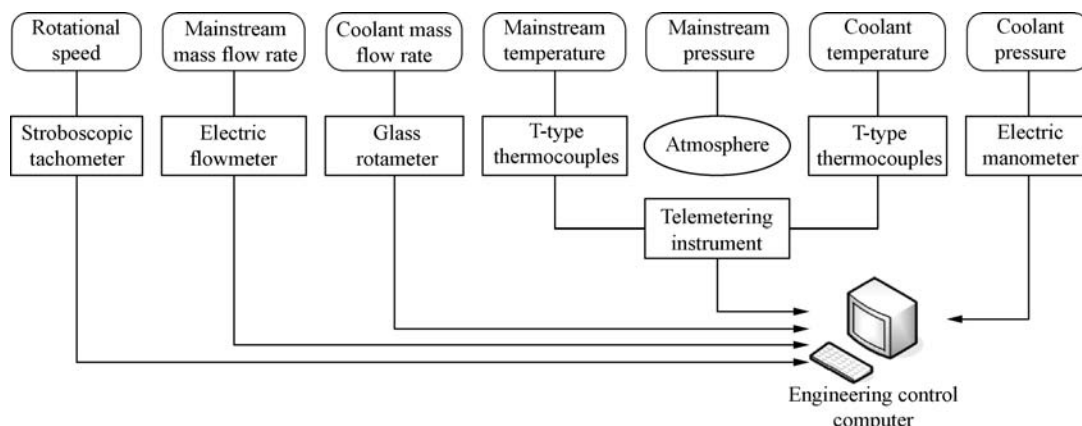 Rotational
speed
Mainstream
mass flow rate
Coolant mass
flow rate
Mainstream
temperature
Mainstream
pressure
Coolant
temperature
Coolant
pressure
Stroboscopic
tachometer
Electric
flowmeter
Glass
rotameter
T-type
thermocouples
Atmosphere
T-type
thermocouples
Electric
manometer
Telemetering
instrument
Engineering control
computer